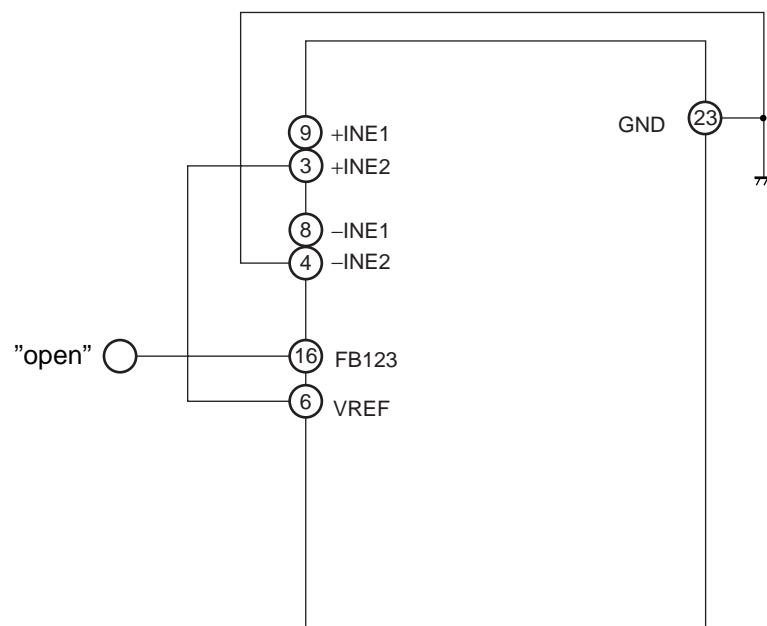 9 +INE1
GND 23
3 +INE2
8 −INE1
4 −INE2
”open” 16 FB123
6 VREF